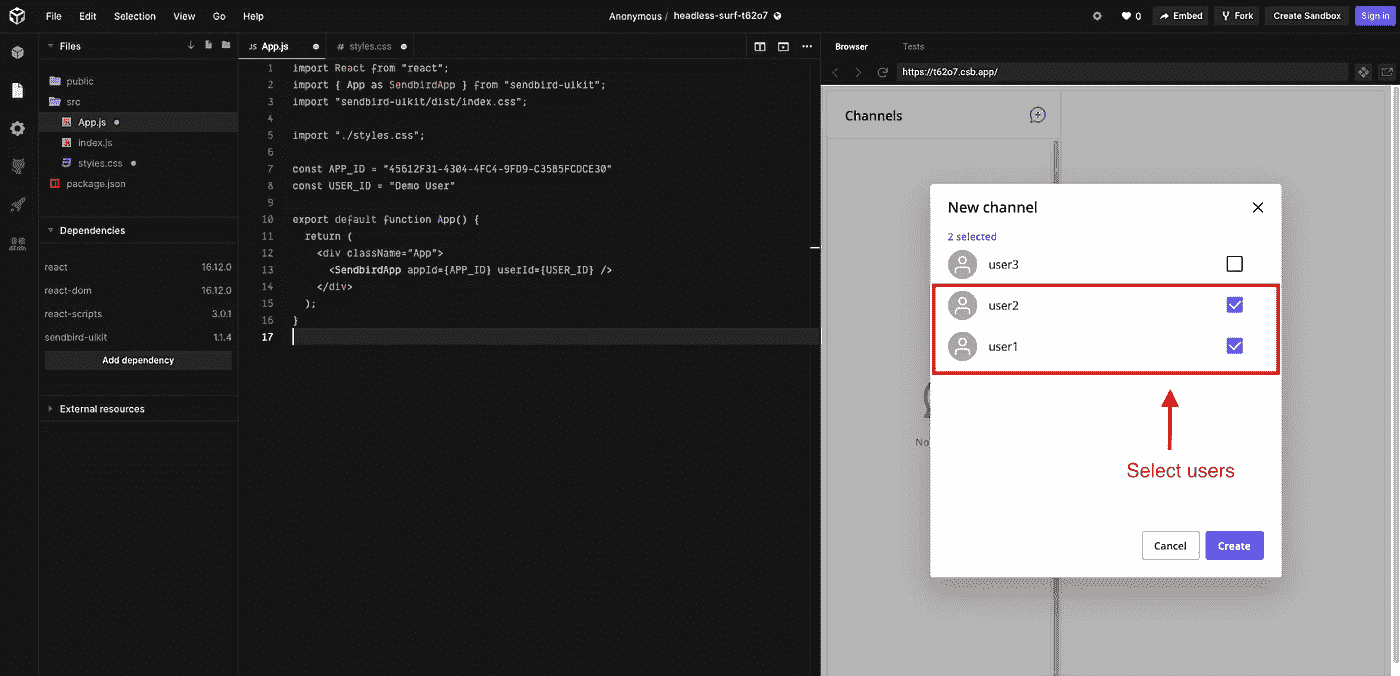 File Edit Selection View Go Help
Anonymous / headless-surf-t62o7
0 Embed Fork Create Sandbox Sign in
Files
public
src
App.js
index.js
styles.css
package.json
Dependencies
react 16.12.0
react-dom 16.12.0
react-scripts 3.0.1
sendbird-uikit 1.1.4
Add dependency
External resources
JS App.js # styles.css
1 import React from "react";
2 import { App as SendbirdApp } from "sendbird-uikit";
3 import "sendbird-uikit/dist/index.css";
4
5 import "./styles.css";
6
7 const APP_ID = "45612F31-4304-4FC4-9FD9-C35B5FCDCE30"
8 const USER_ID = "Demo User"
9
10 export default function App() {
11 return (
12 <div className="App">
13 <SendbirdApp appId={APP_ID} userId={USER_ID} />
14 </div>
15 );
16 }
17
Browser Tests
https://t62o7.csb.app/
Channels
No
New channel
2 selected
user3
user2
user1
Select users
Cancel Create